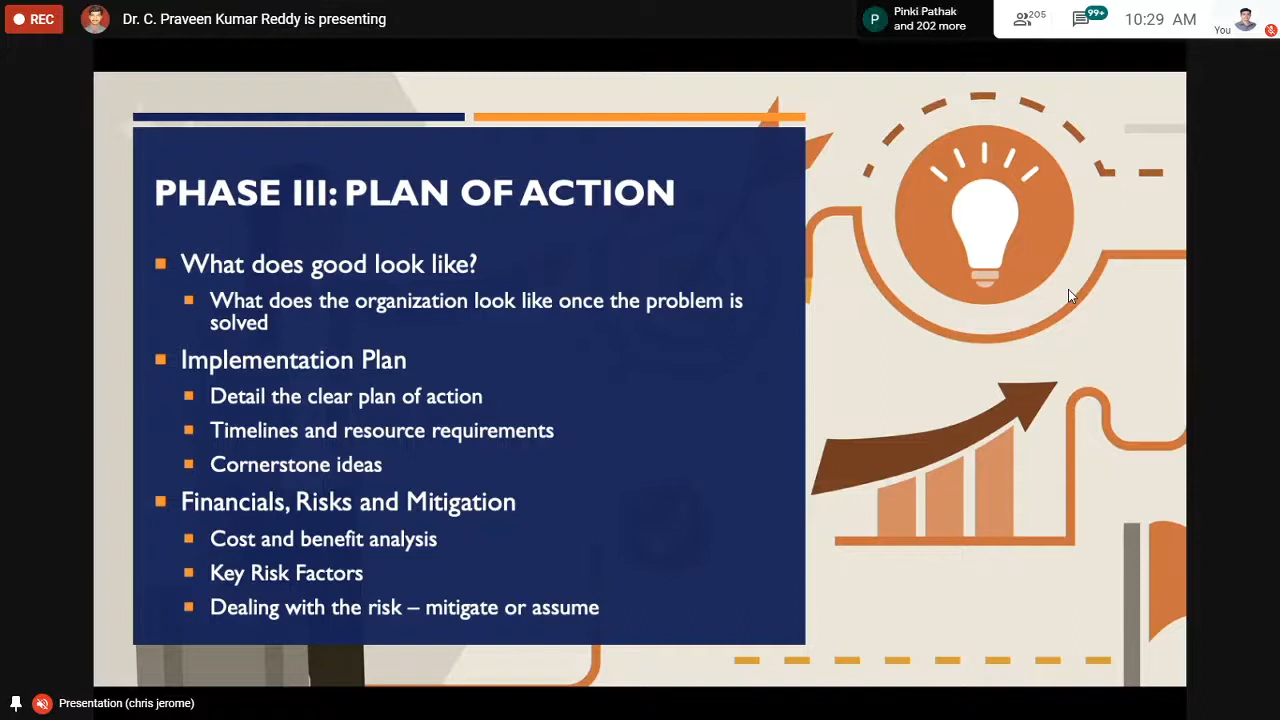 REC
Dr. C. Praveen Kumar Reddy is presenting
P
Pinki Pathak
and 202 more
205
99+
10:29 AM
You
PHASE III: PLAN OF ACTION
What does good look like?
What does the organization look like once the problem is
solved
Implementation Plan
Detail the clear plan of action
Timelines and resource requirements
Cornerstone ideas
Financials, Risks and Mitigation
Cost and benefit analysis
Key Risk Factors
Dealing with the risk – mitigate or assume
Presentation (chris jerome)